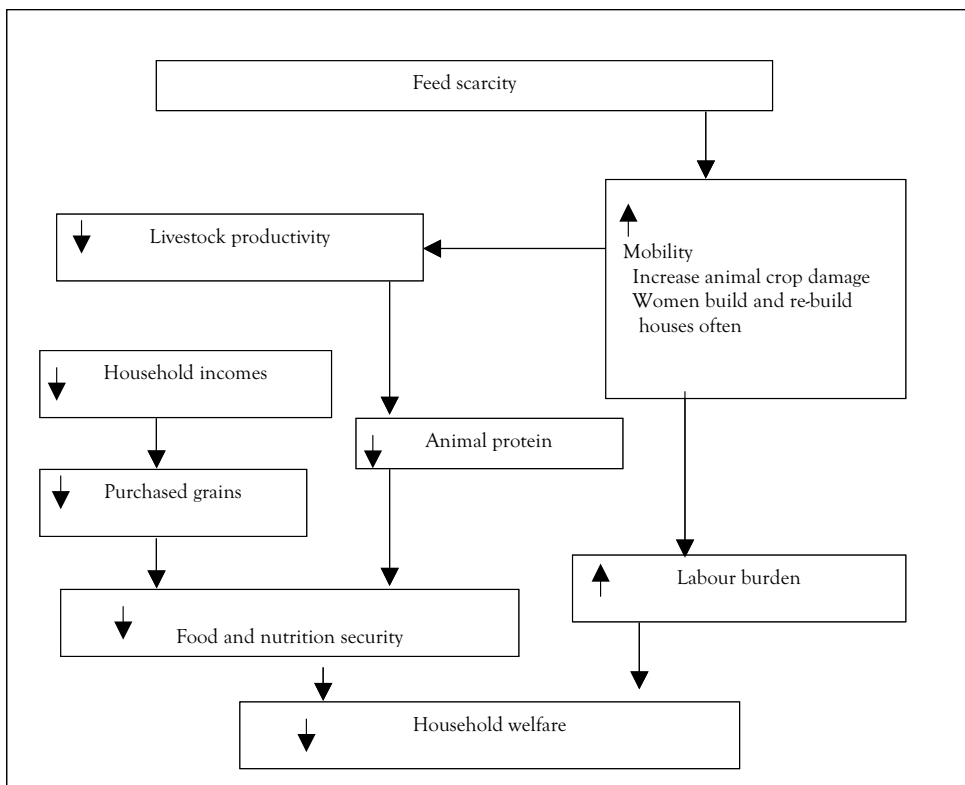 Feed scarcity
Livestock productivity
Mobility
Increase animal crop damage
Women build and re-build
houses often
Household incomes
Animal protein
Purchased grains
Labour burden
Food and nutrition security
Household welfare